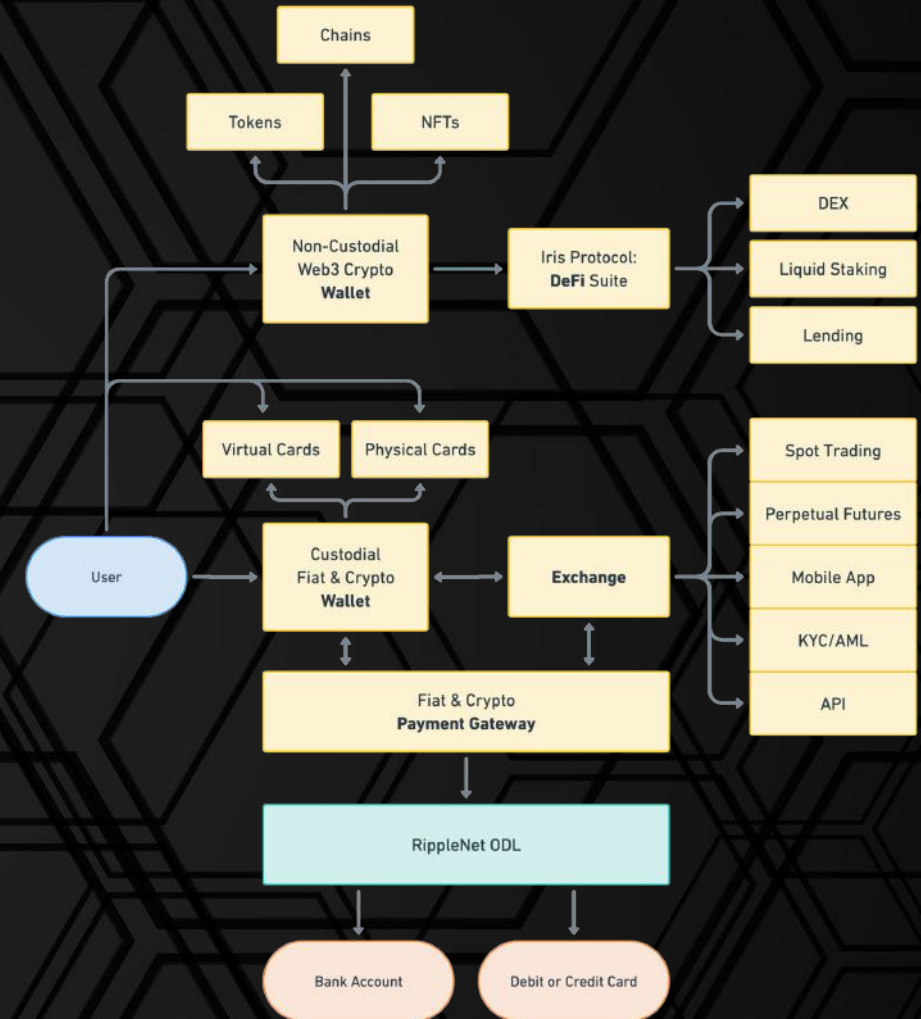 Chains
Tokens
NFTs
Non-Custodial
Web3 Crypto
Wallet
Iris Protocol:
DeFi Suite
DEX
Liquid Staking
Lending
Virtual Cards
Physical Cards
User
Custodial
Fiat & Crypto
Wallet
Exchange
Spot Trading
Perpetual Futures
Mobile App
KYC/AML
API
Fiat & Crypto
Payment Gateway
RippleNet ODL
Bank Account
Debit or Credit Card